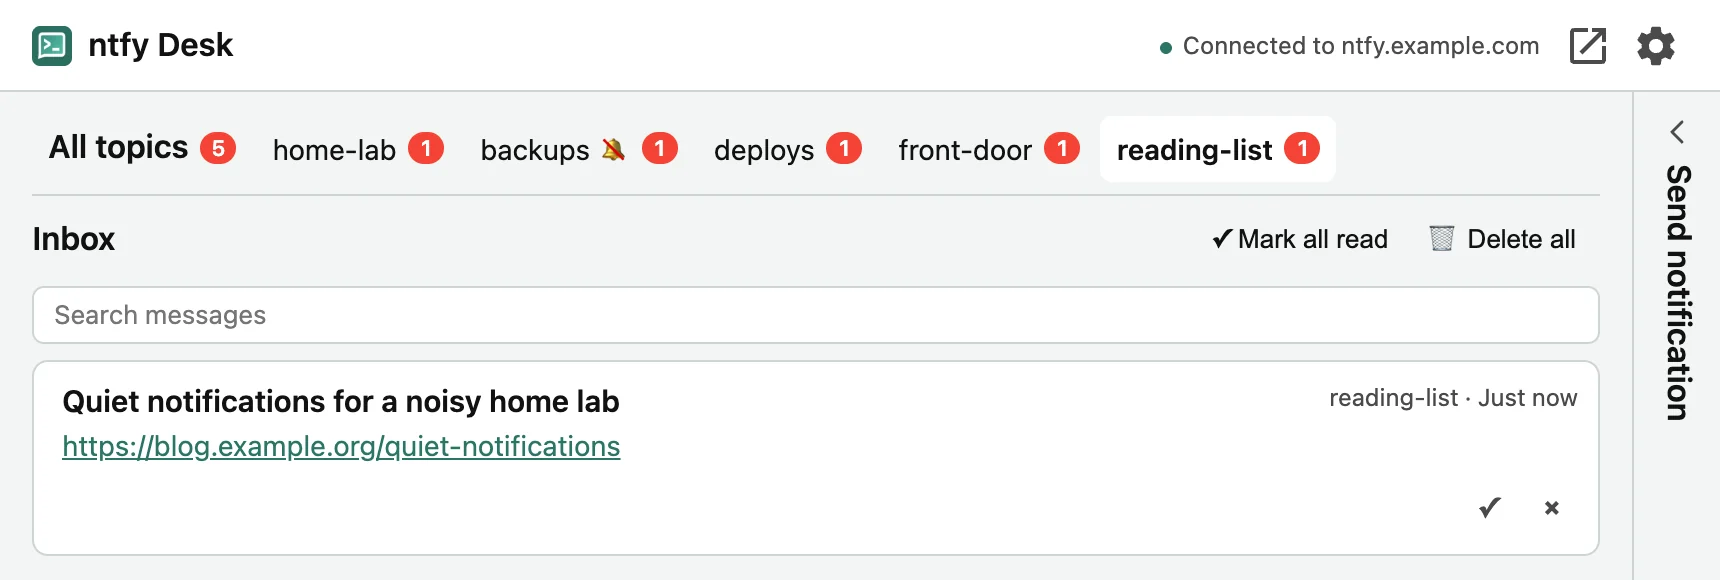 ntfy Desk
Connected to ntfy.example.com
All topics 5 home-lab 1 backups 1 deploys 1 front-door 1 reading-list 1
Inbox
Mark all read Delete all
Search messages
Quiet notifications for a noisy home lab
reading-list · Just now
https://blog.example.org/quiet-notifications
Send notification